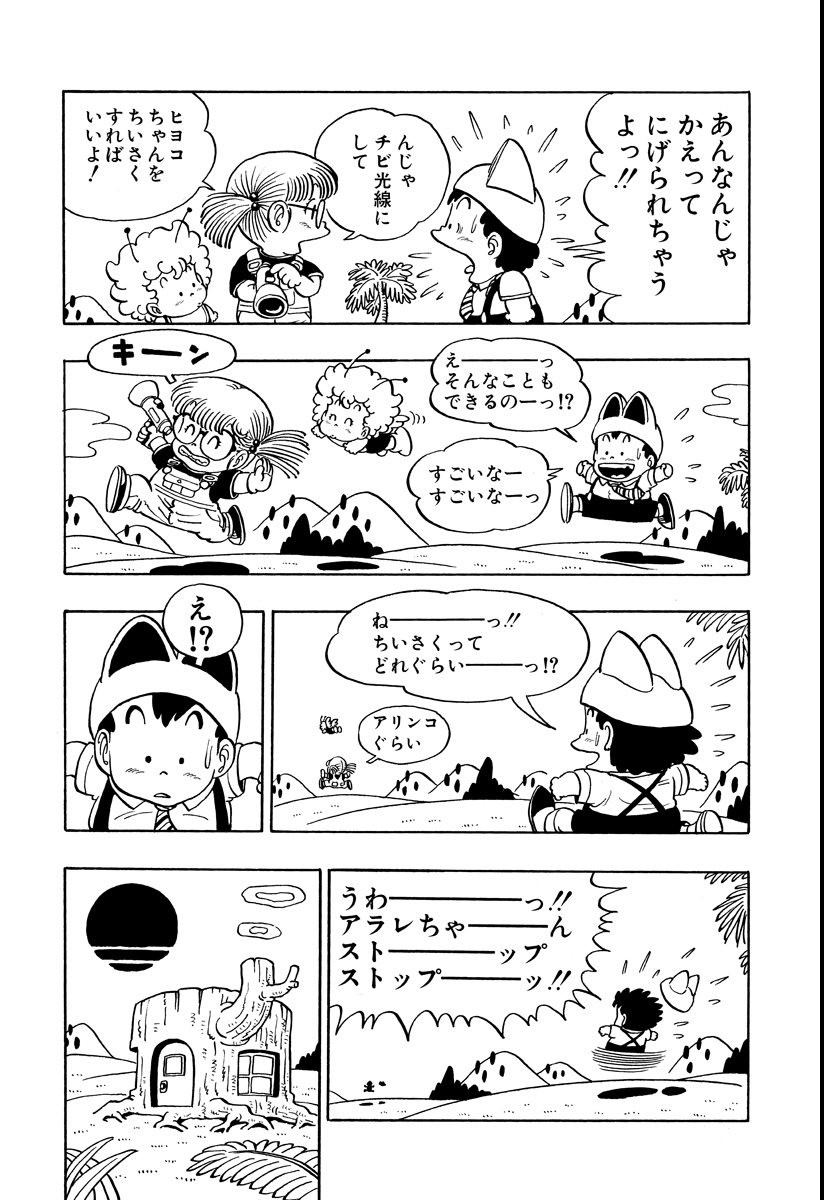 あんなんじゃ
かえって
にげられちゃう
よっ!!
んじゃ
チビ光線に
して
ヒヨコ
ちゃんを
ちいさく
すれば
いいよ!
え――っ
そんなことも
できるのーっ!?
すごいなー
すごいなーっ
キーン
ね――――っ!!
ちいさくって
どれぐらい――っ!?
アリンコ
ぐらい
え!?
うわ――――っ!!
アラレちゃ――ん
スト――――ップ
ストップ――ッ!!